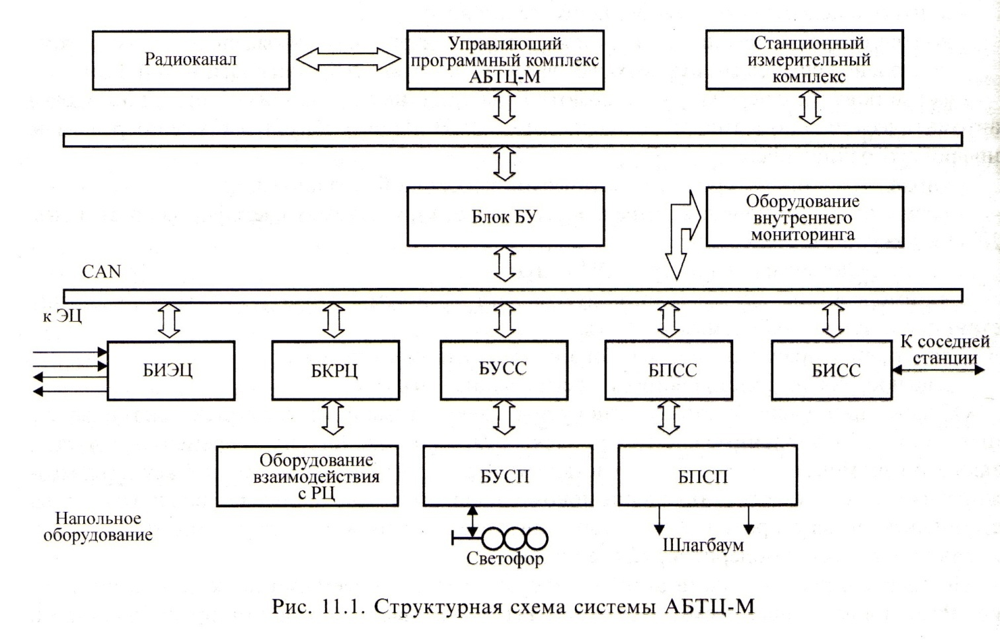 Радиоканал
Управляющий
программный комплекс
АБТЦ-М
Станционный
измерительный
комплекс
Блок БУ
Оборудование
внутреннего
мониторинга
CAN
к ЭЦ
БИЭЦ
БКРЦ
БУСС
БПСС
БИСС
К соседней
станции
Оборудование
взаимодействия
с РЦ
БУСП
БПСП
Напольное
оборудование
Светофор
Шлагбаум
Рис. 11.1. Структурная схема системы АБТЦ-М